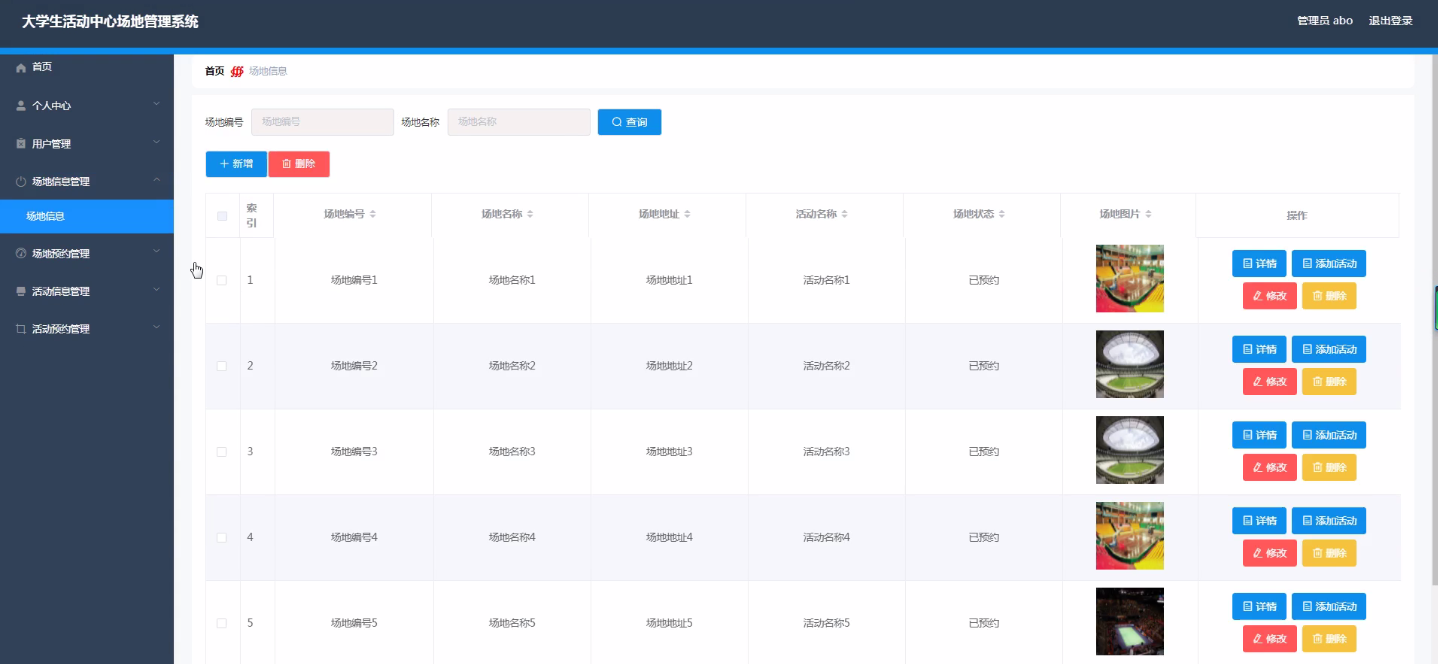 大学生活动中心场地管理系统
管理员 abo 退出登录
首页
个人中心
用户管理
场地信息管理
场地信息
场地预约管理
活动信息管理
活动预约管理
首页 场地信息
场地编号 场地编号 场地名称 场地名称 查询
新增 删除
索引 场地编号 场地名称 场地地址 活动名称 场地状态 场地图片 操作
1 场地编号1 场地名称1 场地地址1 活动名称1 已预约 详情 添加活动
修改 删除
2 场地编号2 场地名称2 场地地址2 活动名称2 已预约 详情 添加活动
修改 删除
3 场地编号3 场地名称3 场地地址3 活动名称3 已预约 详情 添加活动
修改 删除
4 场地编号4 场地名称4 场地地址4 活动名称4 已预约 详情 添加活动
修改 删除
5 场地编号5 场地名称5 场地地址5 活动名称5 已预约 详情 添加活动
修改 删除